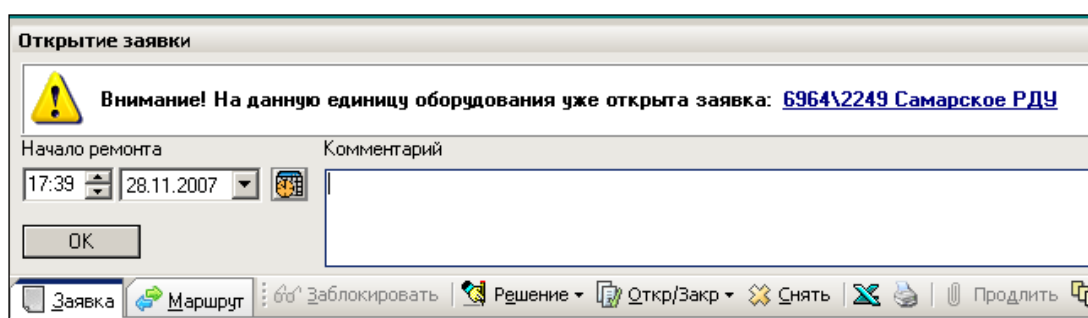 Открытие заявки
Внимание! На данную единицу оборудования уже открыта заявка: 6964\2249 Самарское РДУ
Начало ремонта Комментарий
17:39 28.11.2007
OK
Заявка Маршрут Заблокировать Решение Откр/Закр Снять Продлить